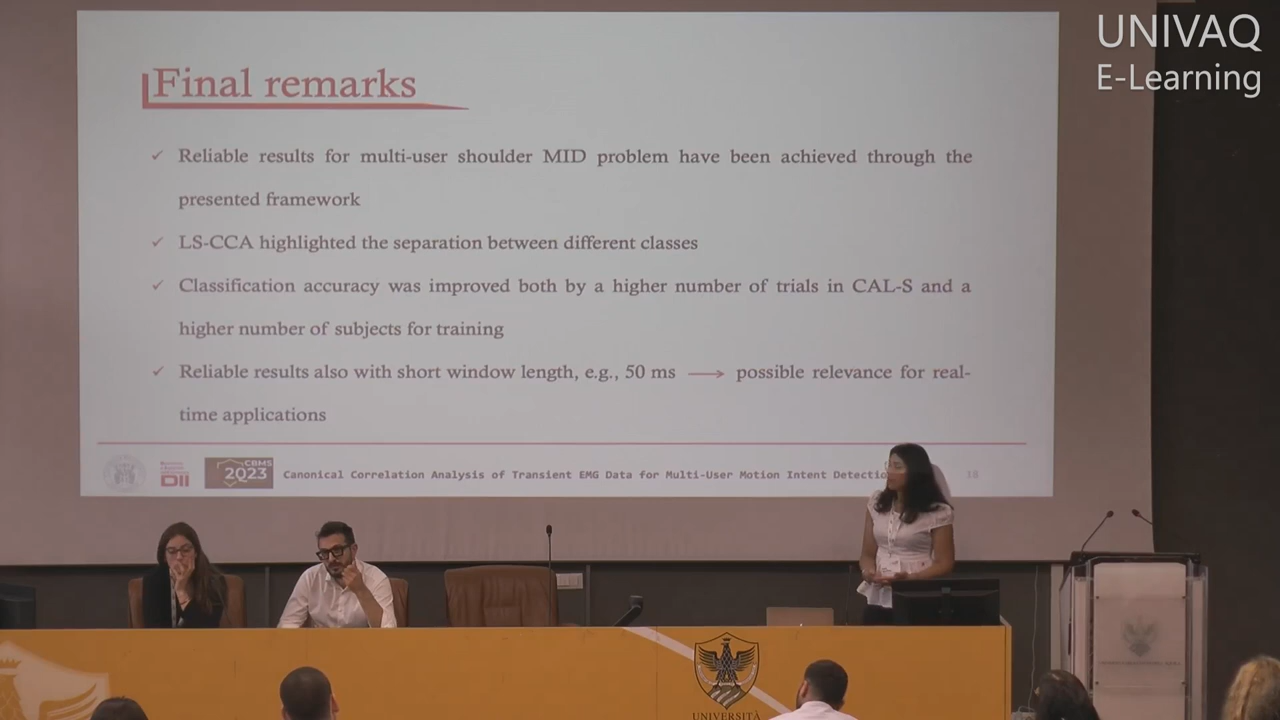 UNIVAQ
E-Learning
Final remarks
✓ Reliable results for multi-user shoulder MID problem have been achieved through the
presented framework
✓ LS-CCA highlighted the separation between different classes
✓ Classification accuracy was improved both by a higher number of trials in CAL-S and a
higher number of subjects for training
✓ Reliable results also with short window length, e.g., 50 ms → possible relevance for real-
time applications
DII
CBMS
2023
Canonical Correlation Analysis of Transient EMG Data for Multi-User Motion Intent Detectio
18
UNIVERSITÀ